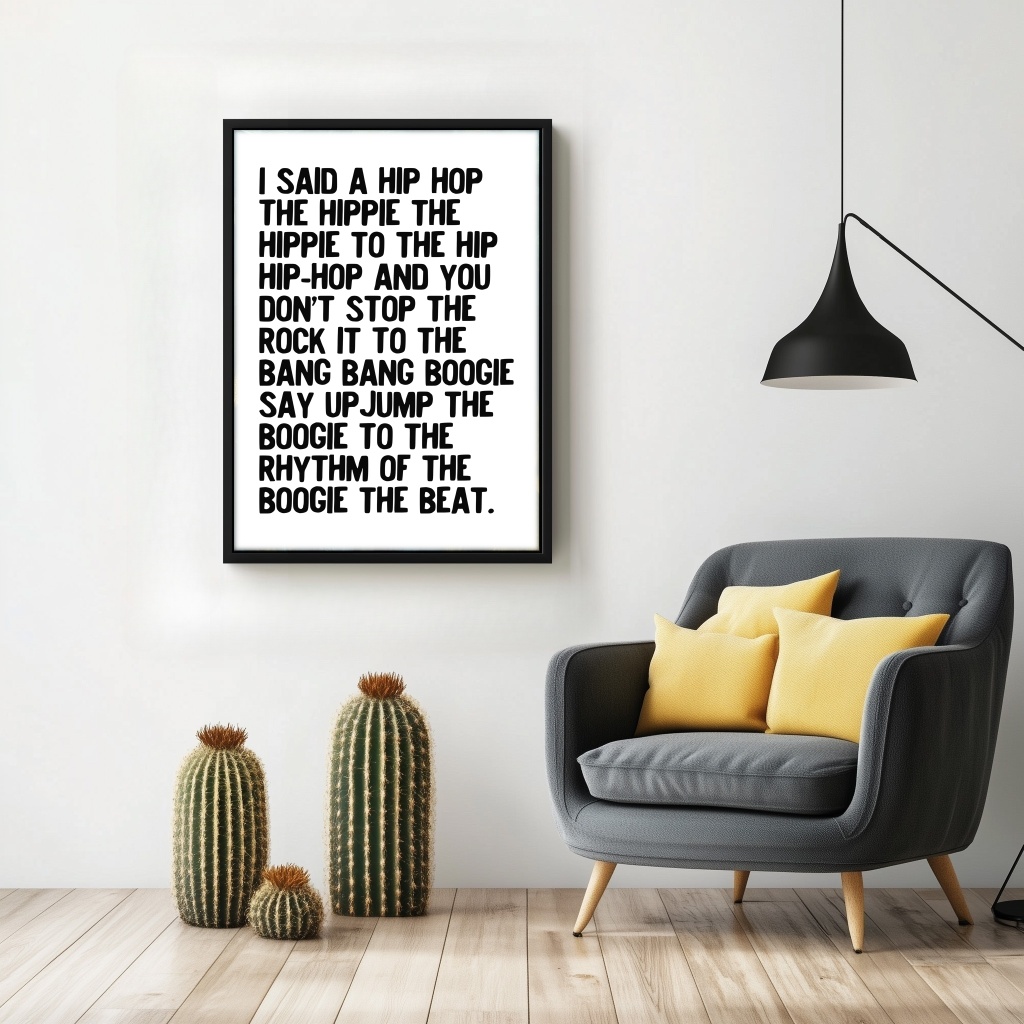 I SAID A HIP HOP
THE HIPPIE THE
HIPPIE TO THE HIP
HIP-HOP AND YOU
DON'T STOP THE
ROCK IT TO THE
BANG BANG BOOGIE
SAY UPJUMP THE
BOOGIE TO THE
RHYTHM OF THE
BOOGIE THE BEAT.